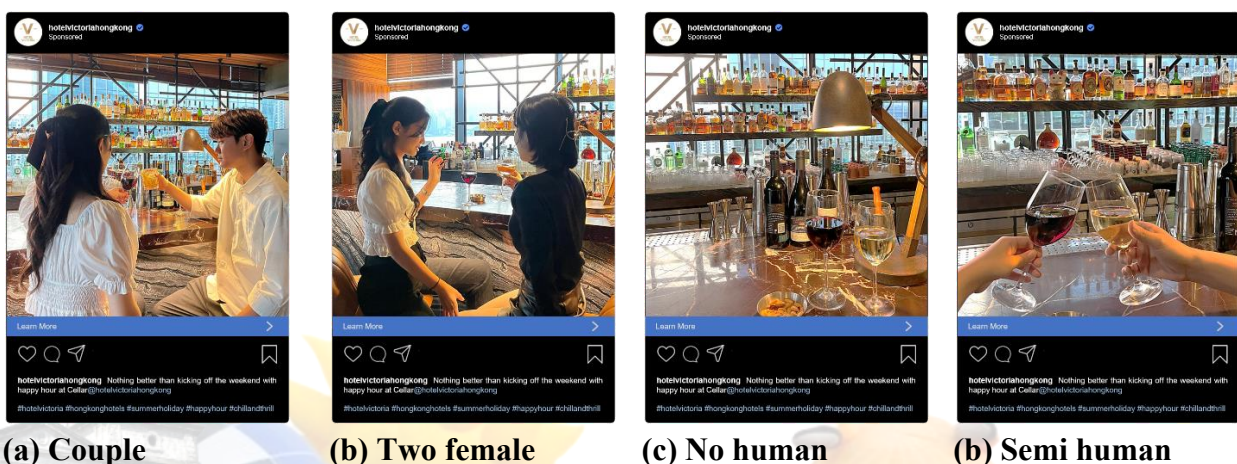 hotelvictoriahongkong
Sponsored
Learn More
hotelvictoriahongkong Nothing better than kicking off the weekend with
happy hour at Cellar@hotelvictoriahongkong
#hotelvictoria #hongkonghotels #summerholiday #happyhour #chillandthrill
(a) Couple
hotelvictoriahongkong
Sponsored
Learn More
hotelvictoriahongkong Nothing better than kicking off the weekend with
happy hour at Cellar@hotelvictoriahongkong
#hotelvictoria #hongkonghotels #summerholiday #happyhour #chillandthrill
(b) Two female
hotelvictoriahongkong
Sponsored
Learn More
hotelvictoriahongkong Nothing better than kicking off the weekend with
happy hour at Cellar@hotelvictoriahongkong
#hotelvictoria #hongkonghotels #summerholiday #happyhour #chillandthrill
(c) No human
hotelvictoriahongkong
Sponsored
Learn More
hotelvictoriahongkong Nothing better than kicking off the weekend with
happy hour at Cellar@hotelvictoriahongkong
#hotelvictoria #hongkonghotels #summerholiday #happyhour #chillandthrill
(b) Semi human